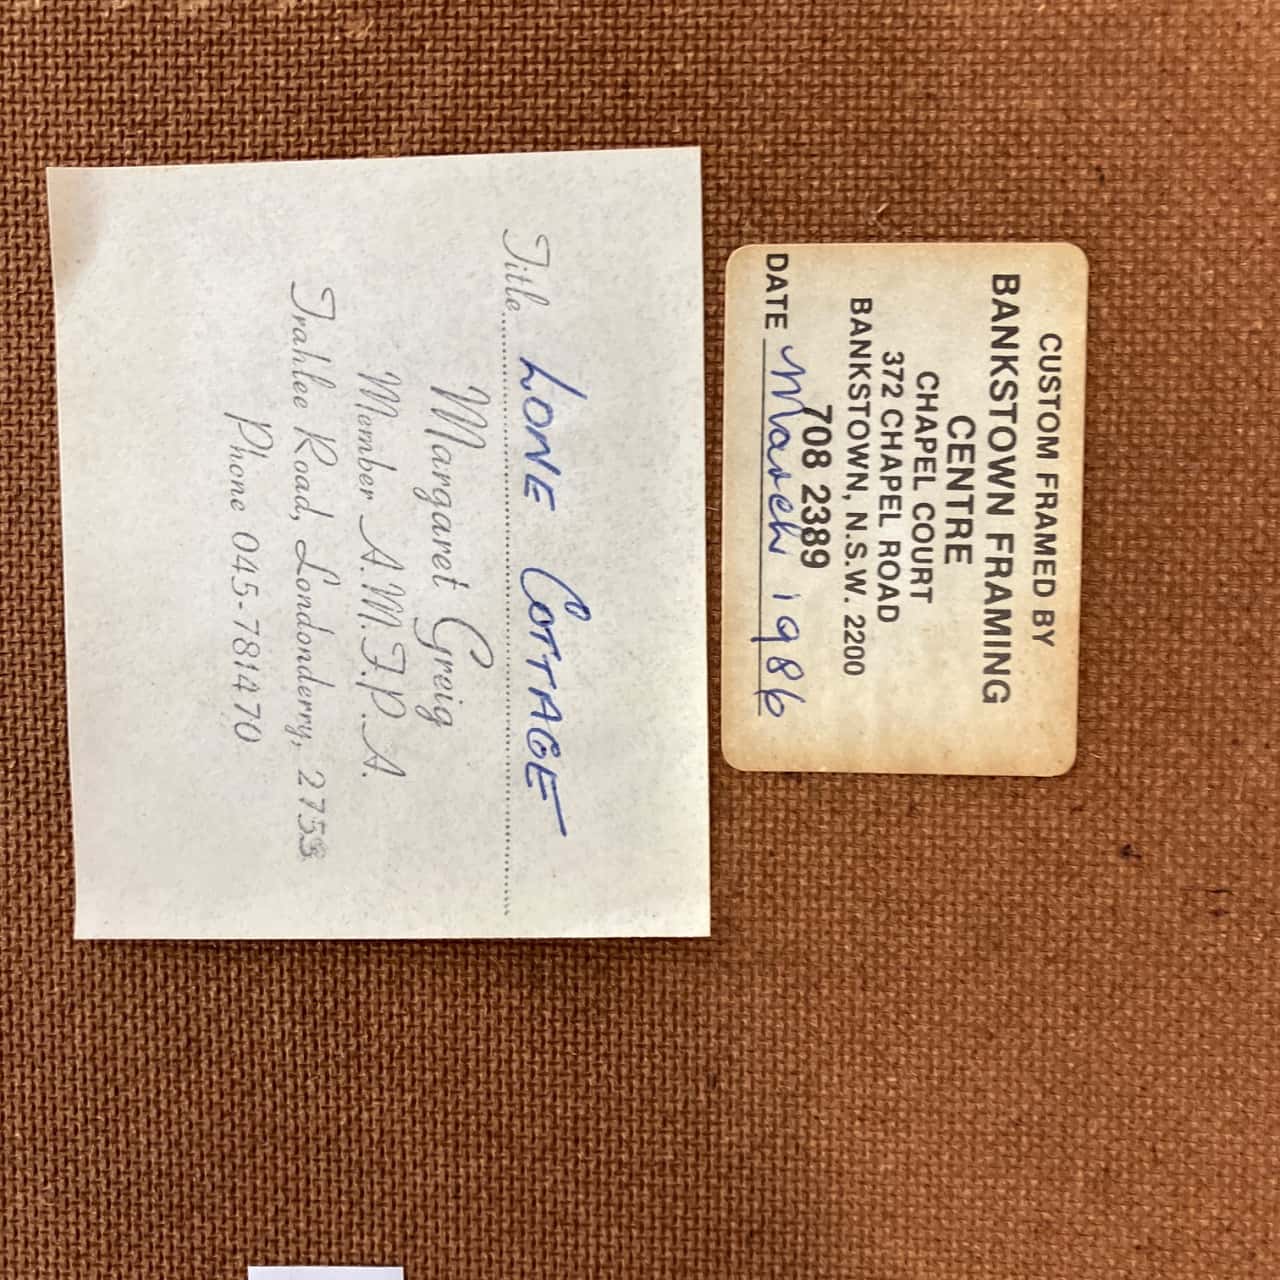 CUSTOM FRAMED BY
BANKSTOWN FRAMING
CENTRE
CHAPEL COURT
372 CHAPEL ROAD
BANKSTOWN, N.S.W. 2200
708 2389
DATE March 1986
Title LONE COTTAGE
Margaret Greig
Member A.M.F.P.A.
Trahlee Road, Londonderry, 2753
Phone 045-781470